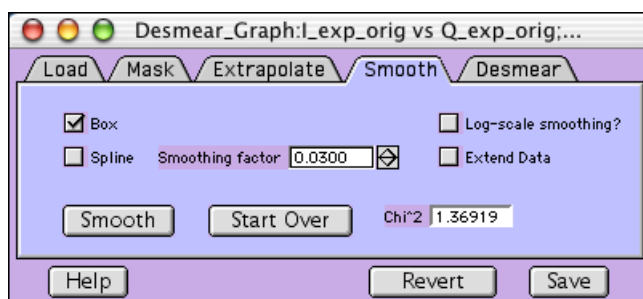 Desmear_Graph:I_exp_orig vs Q_exp_orig;...
Load Mask Extrapolate Smooth Desmear
Box Log-scale smoothing?
Spline Smoothing factor 0.0300 Extend Data
Smooth Start Over Chi^2 1.36919
Help Revert Save